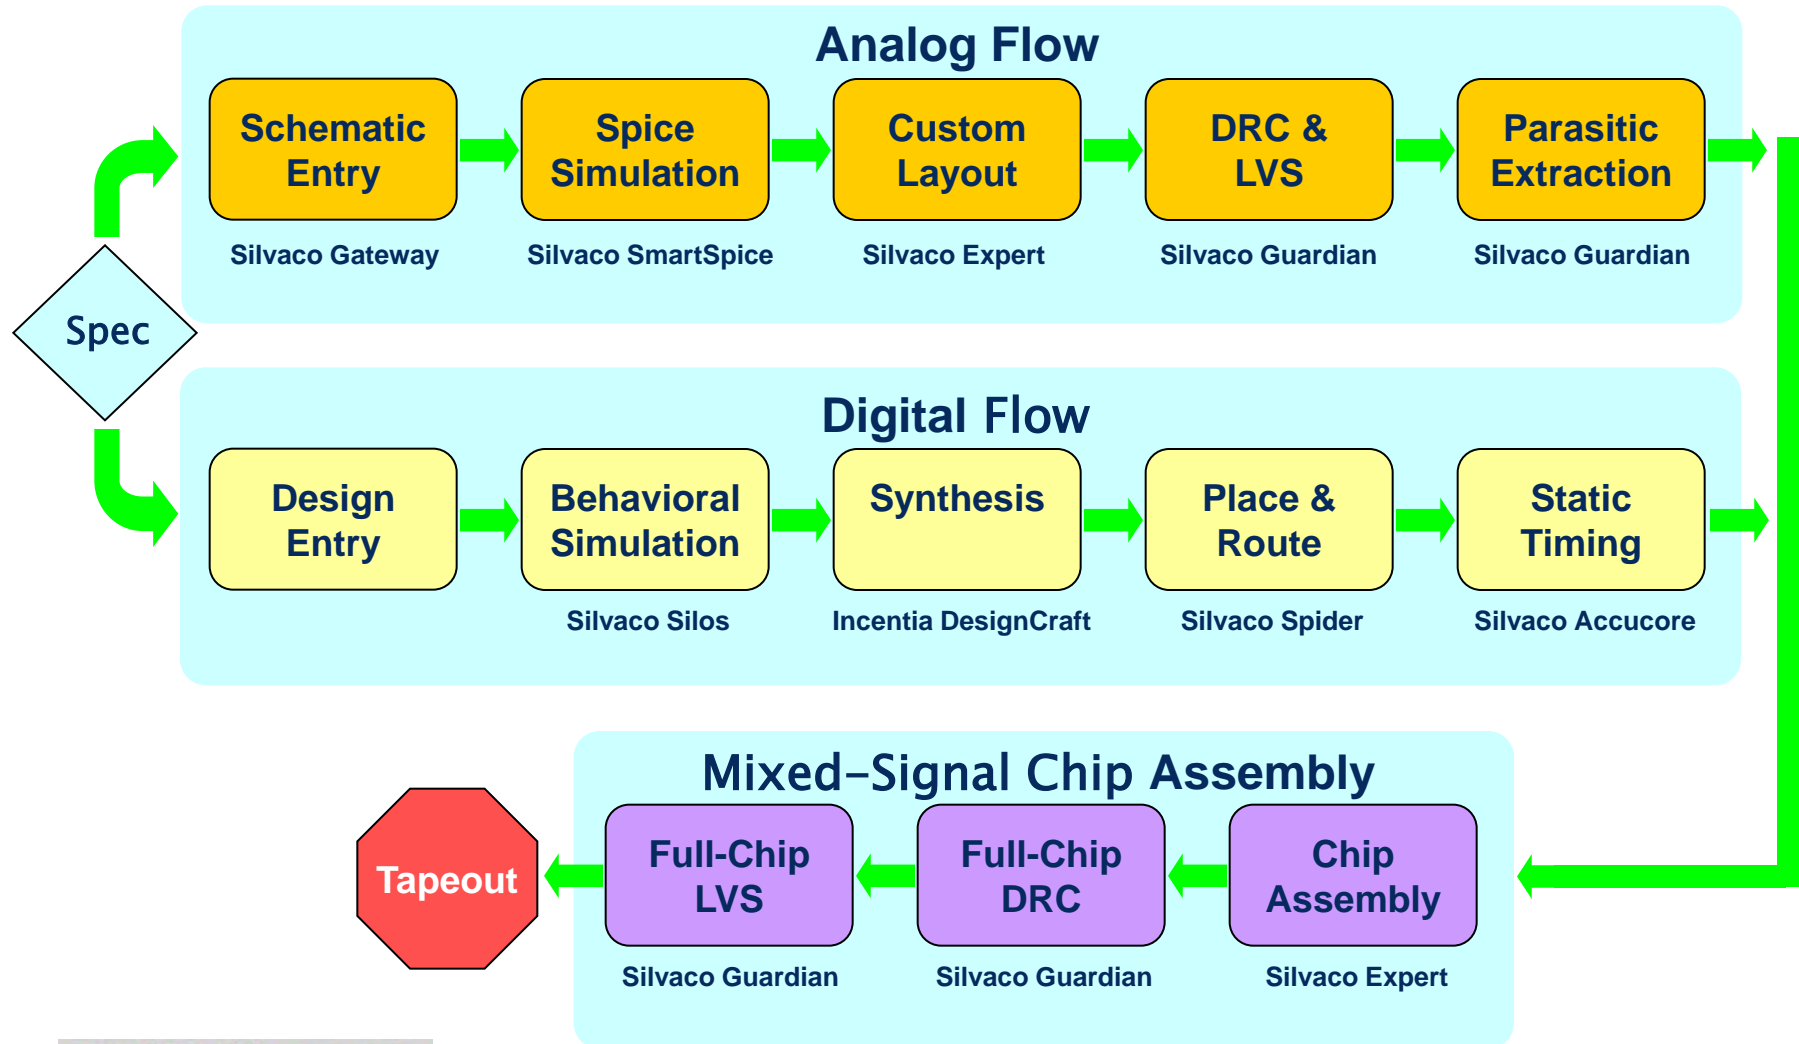 Analog Flow
Schematic
Entry
Spice
Simulation
Custom
Layout
DRC &
LVS
Parasitic
Extraction
Silvaco Gateway
Silvaco SmartSpice
Silvaco Expert
Silvaco Guardian
Silvaco Guardian
Spec
Digital Flow
Design
Entry
Behavioral
Simulation
Synthesis
Place &
Route
Static
Timing
Silvaco Silos
Incentia DesignCraft
Silvaco Spider
Silvaco Accucore
Mixed-Signal Chip Assembly
Tapeout
Full-Chip
LVS
Full-Chip
DRC
Chip
Assembly
Silvaco Guardian
Silvaco Guardian
Silvaco Expert